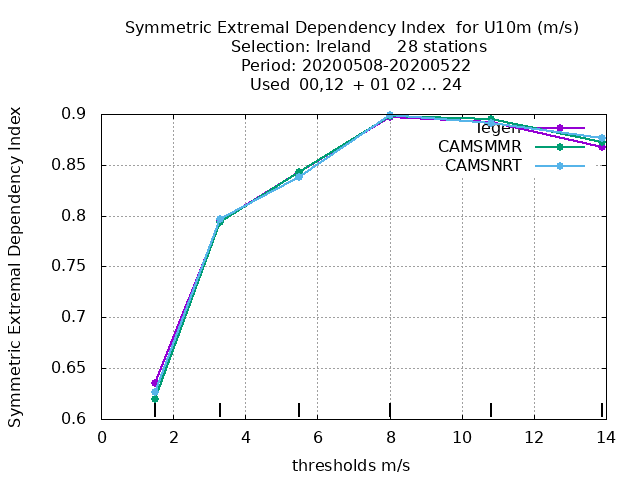 Symmetric Extremal Dependency Index  for U10m (m/s)
Selection: Ireland     28 stations
Period: 20200508-20200522
Used  00,12  + 01 02 ... 24
Symmetric Extremal Dependency Index
0.9
0.85
0.8
0.75
0.7
0.65
0.6
Tegen
CAMSMMR
CAMSNRT
0 2 4 6 8 10 12 14
thresholds m/s